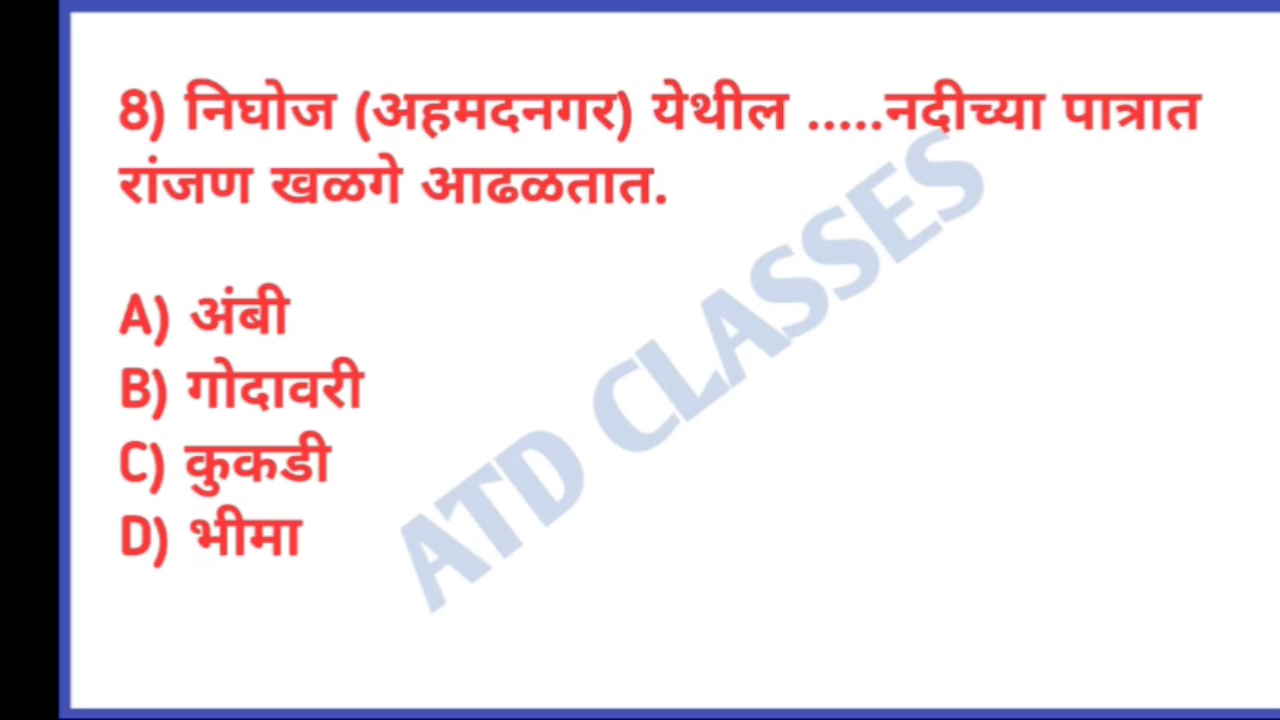 8) निघोज (अहमदनगर) येथील .....नदीच्या पात्रात
रांजण खळगे आढळतात.
A) अंबी
B) गोदावरी
C) कुकडी
D) भीमा
ATD CLASSES